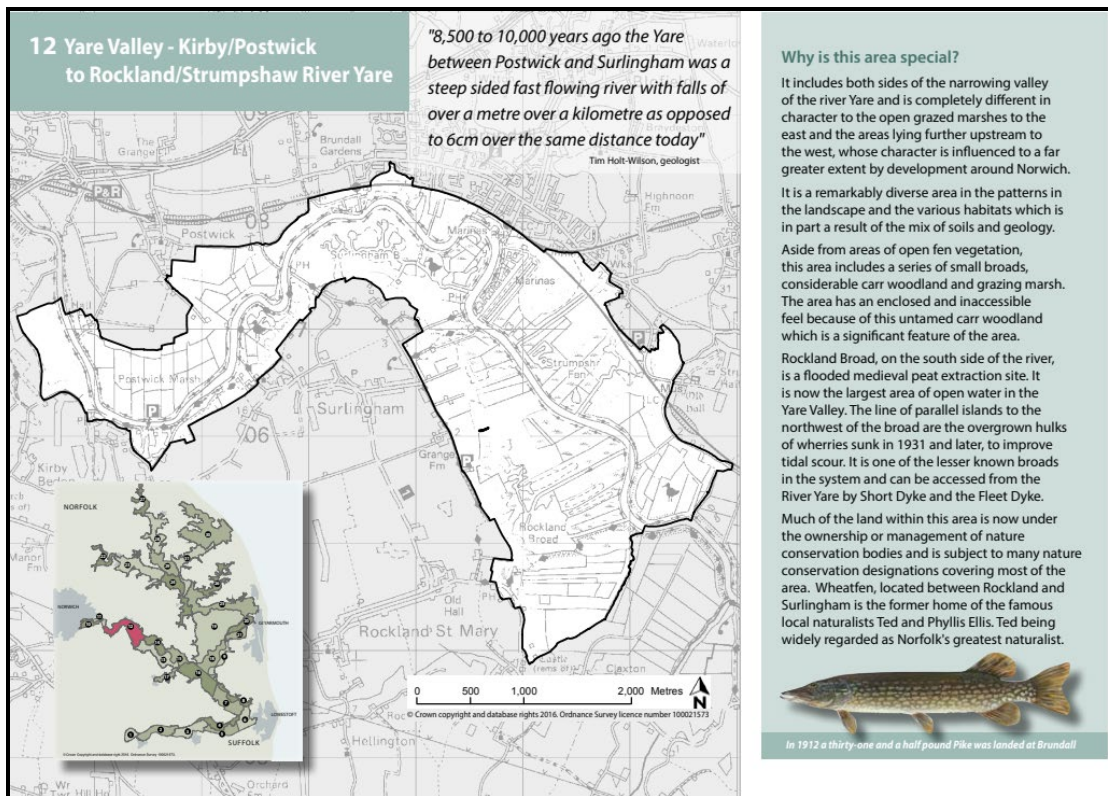 12 Yare Valley - Kirby/Postwick
to Rockland/Strumpshaw River Yare
"8,500 to 10,000 years ago the Yare
between Postwick and Surlingham was a
steep sided fast flowing river with falls of
over a metre over a kilometre as opposed
to 6cm over the same distance today"
Tim Holt-Wilson, geologist
PH
The Grange
Brundall
Gardens
P&R
Postwick
Highnoon
Fm
Marinas
Marinas
PH
PH
Hall
Postwick Marsh
P
Surlingham
06
Grange
Fm
P
Kirby
Manor
Fm
Rockland
Broad
PH
Old
Hall
Rockland St Mary
Claxton
Hellington
Orchard
Fm
NORFOLK
NORWICH
LOWESTOFT
SUFFOLK
0 500 1,000 2,000 Metres
N
© Crown copyright and database rights 2016. Ordnance Survey licence number 100021573
Why is this area special?
It includes both sides of the narrowing valley
of the river Yare and is completely different in
character to the open grazed marshes to the
east and the areas lying further upstream to
the west, whose character is influenced to a far
greater extent by development around Norwich.
It is a remarkably diverse area in the patterns in
the landscape and the various habitats which is
in part a result of the mix of soils and geology.
Aside from areas of open fen vegetation,
this area includes a series of small broads,
considerable carr woodland and grazing marsh.
The area has an enclosed and inaccessible
feel because of this untamed carr woodland
which is a significant feature of the area.
Rockland Broad, on the south side of the river,
is a flooded medieval peat extraction site. It
is now the largest area of open water in the
Yare Valley. The line of parallel islands to the
northwest of the broad are the overgrown hulks
of wherries sunk in 1931 and later, to improve
tidal scour. It is one of the lesser known broads
in the system and can be accessed from the
River Yare by Short Dyke and the Fleet Dyke.
Much of the land within this area is now under
the ownership or management of nature
conservation bodies and is subject to many nature
conservation designations covering most of the
area. Wheatfen, located between Rockland and
Surlingham is the former home of the famous
local naturalists Ted and Phyllis Ellis. Ted being
widely regarded as Norfolk's greatest naturalist.
In 1912 a thirty-one and a half pound Pike was landed at Brundall